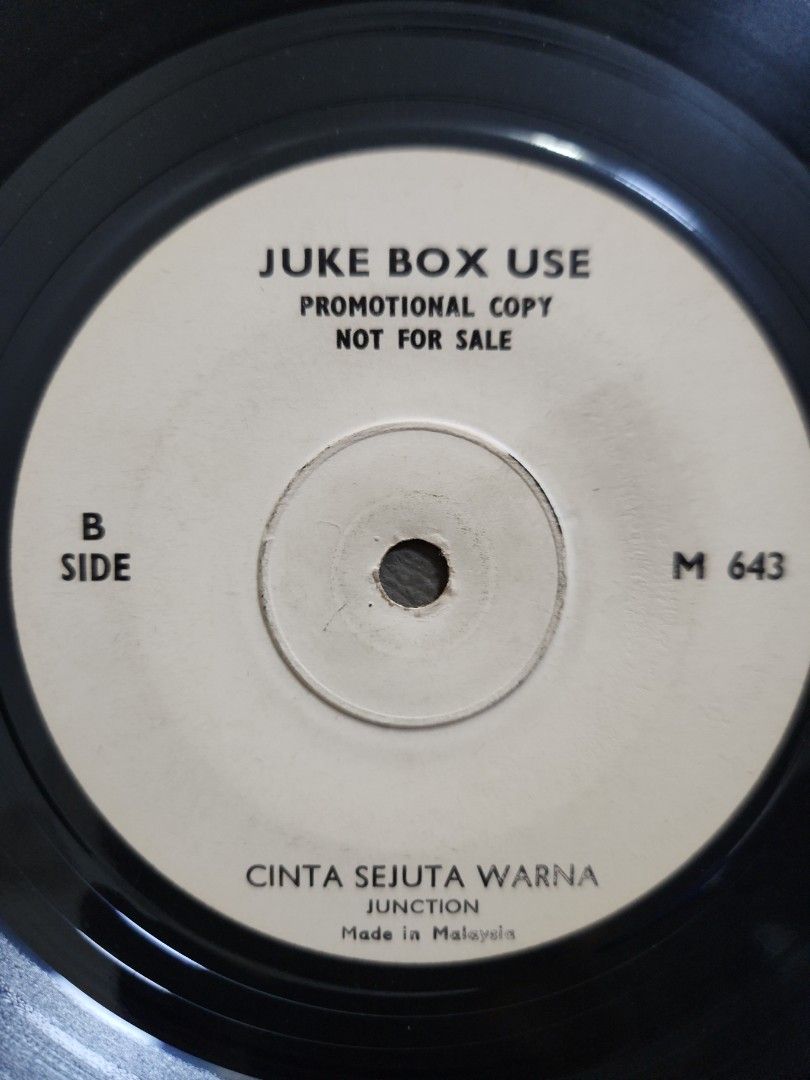 JUKE BOX USE
PROMOTIONAL COPY
NOT FOR SALE
B
SIDE
M 643
CINTA SEJUTA WARNA
JUNCTION
Made in Malaysia